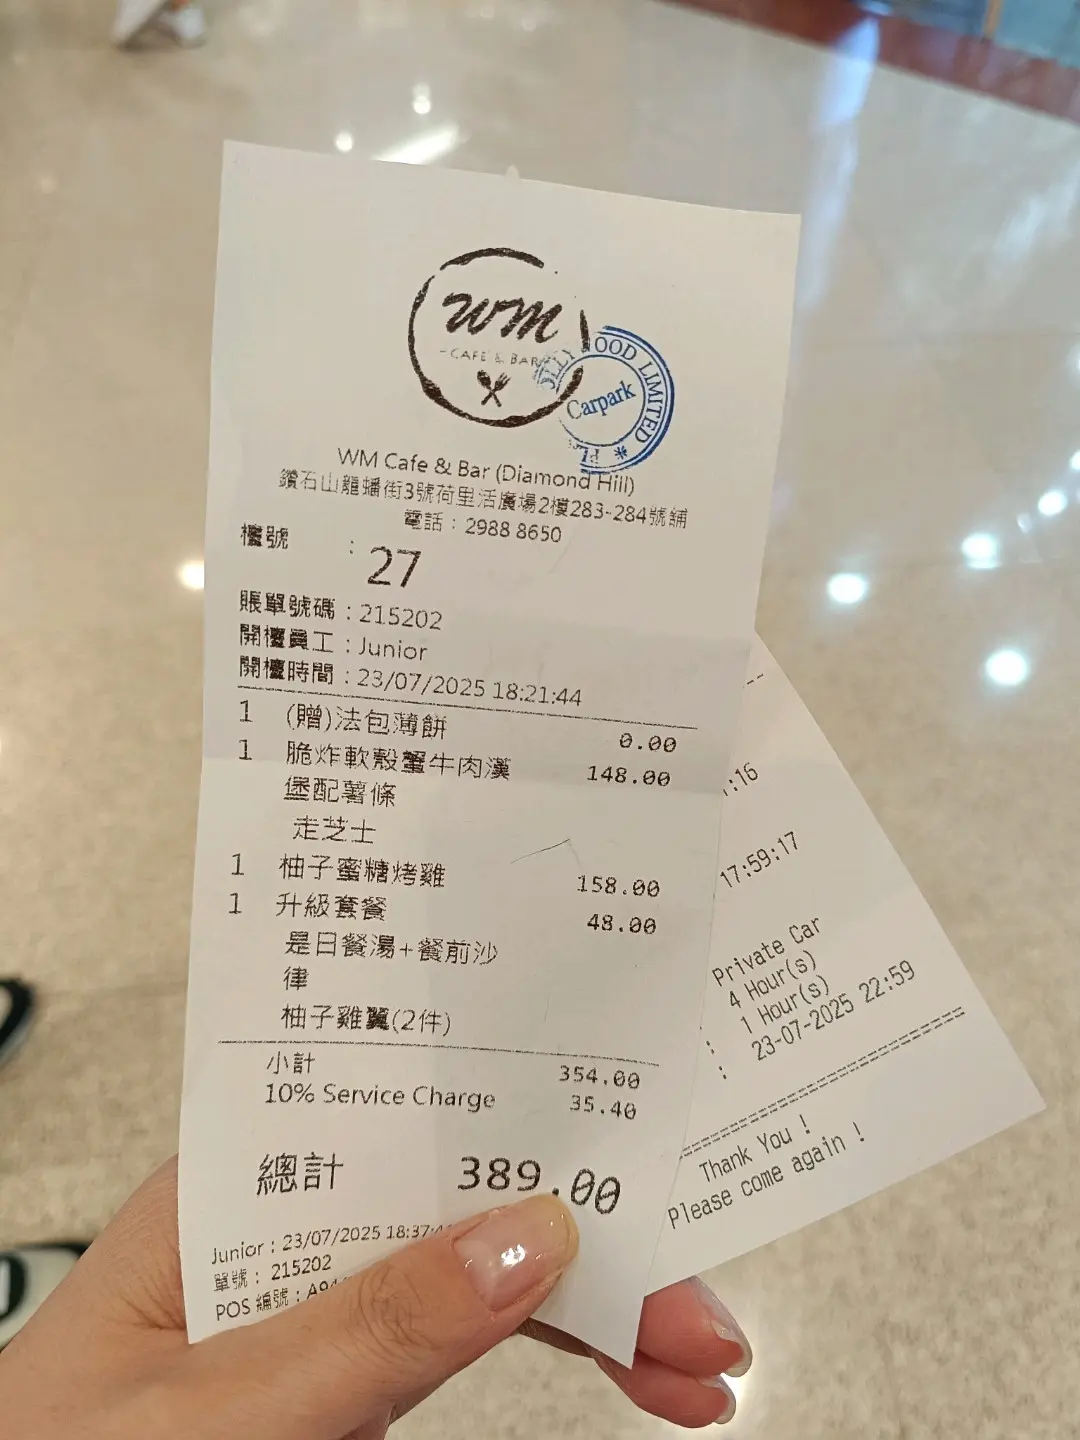 WM
CAFE & BAR
OLLYWOOD LIMITED * PL
Carpark
WM Cafe & Bar (Diamond Hill)
鑽石山龍蟠街3號荷里活廣場2樓283-284號舖
電話：2988 8650
檯號 : 27
賬單號碼：215202
開檯員工：Junior
開檯時間：23/07/2025 18:21:44
1 (贈)法包薄餅 0.00
1 脆炸軟殼蟹牛肉漢 148.00
堡配薯條
走芝士
1 柚子蜜糖烤雞 158.00
1 升級套餐 48.00
是日餐湯+餐前沙
律
柚子雞翼(2件)
小計 354.00
10% Service Charge 35.40
總計 389.00
Junior：23/07/2025 18:37:4
單號：215202
POS 編號：A94
:16
17:59:17
Private Car
4 Hour(s)
: 1 Hour(s)
: 23-07-2025 22:59
Thank You !
Please come again !